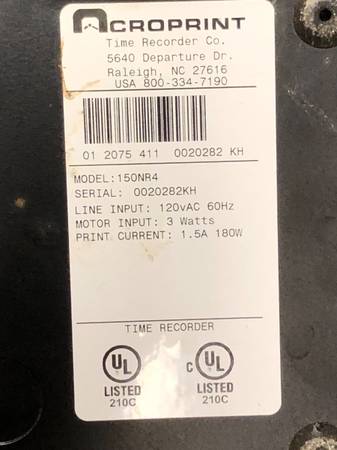 ACROPRINT
Time Recorder Co.
5640 Departure Dr.
Raleigh, NC 27616
USA 800-334-7190
01 2075 411 0020282 KH
MODEL: 150NR4
SERIAL: 0020282KH
LINE INPUT: 120vAC 60Hz
MOTOR INPUT: 3 Watts
PRINT CURRENT: 1.5A 180W
TIME RECORDER
UL C UL
LISTED LISTED
210C 210C